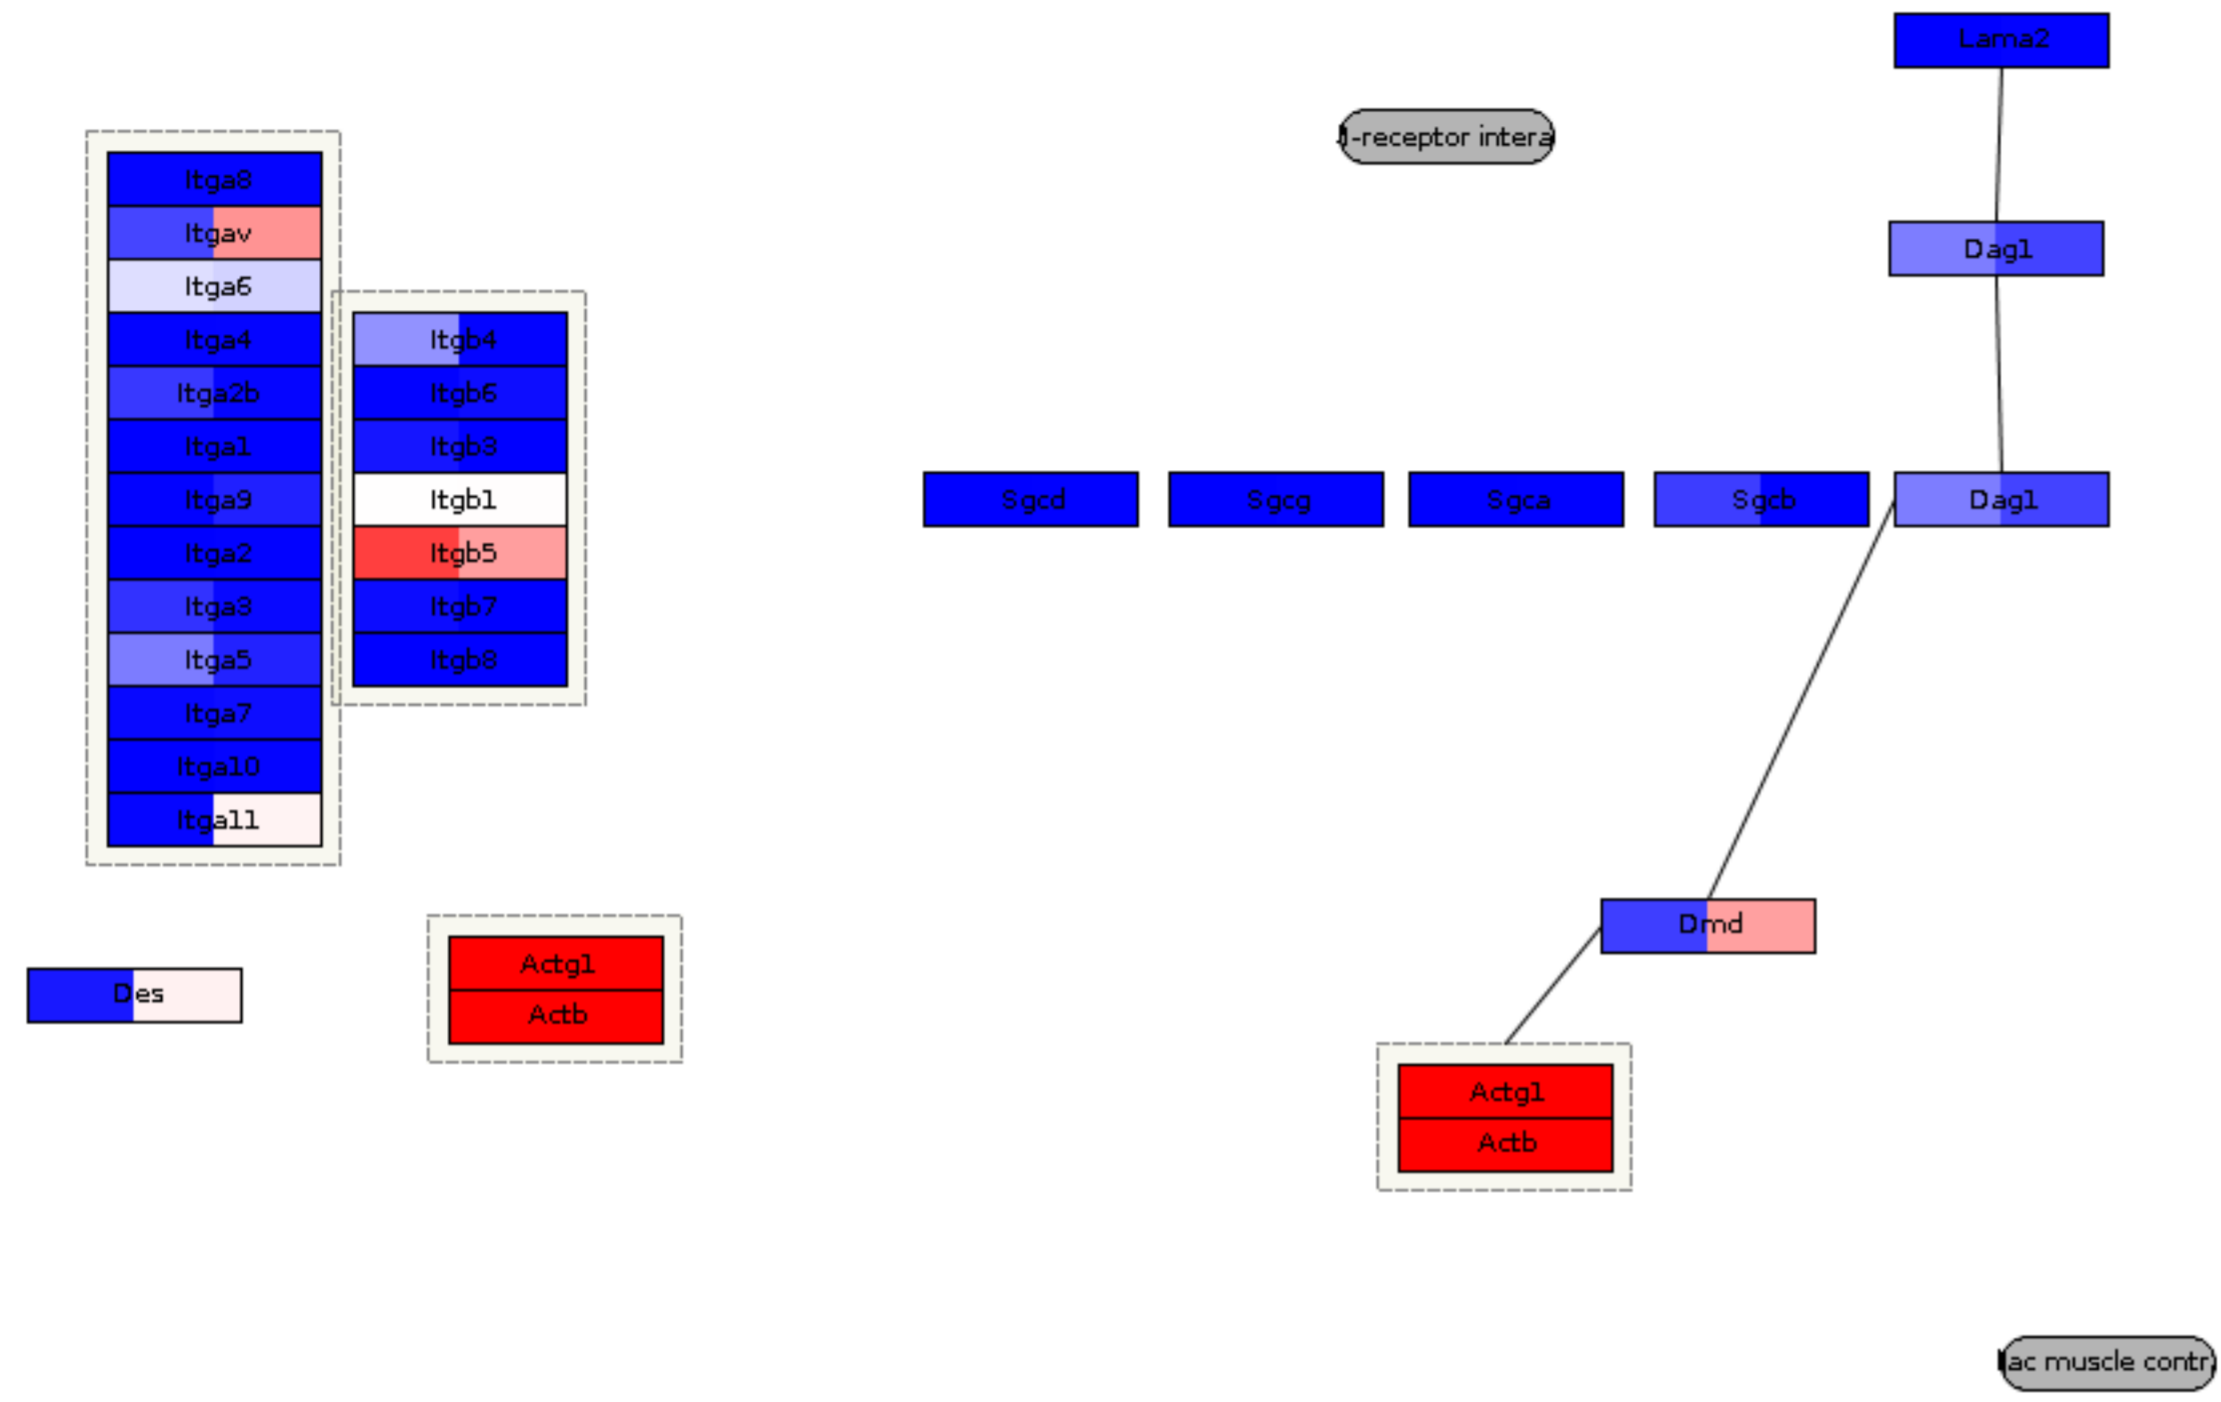 Lama2
-receptor intera
Itga8
Itgav
Itga6
Itga4
Itga2b
Itga1
Itga9
Itga2
Itga3
Itga5
Itga7
Itga10
Itga11
Itgb4
Itgb6
Itgb3
Itgb1
Itgb5
Itgb7
Itgb8
Dag1
Sgcd
Sgcg
Sgca
Sgcb
Dag1
Dmd
Des
Actg1
Actb
Actg1
Actb
ac muscle contr